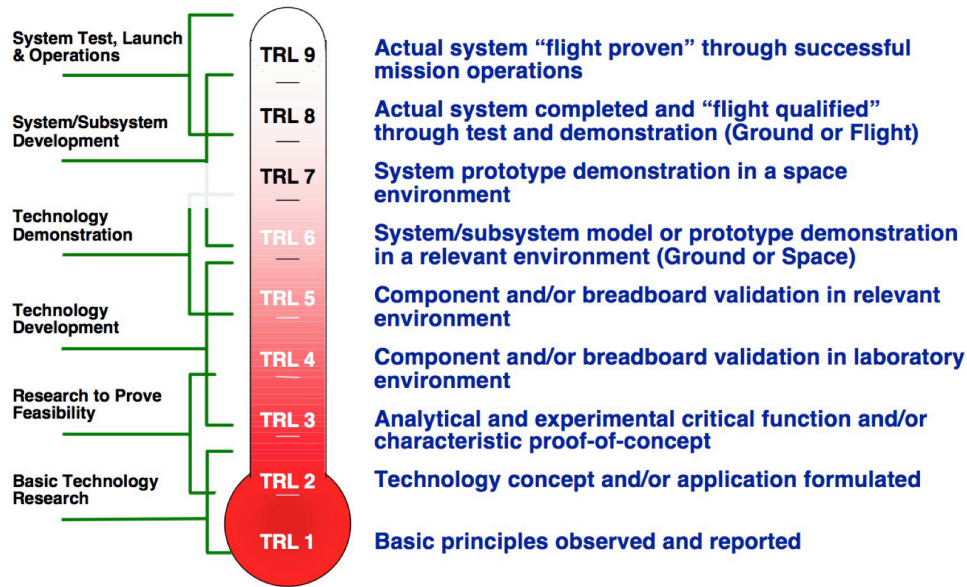 System Test, Launch
& Operations
System/Subsystem
Development
Technology
Demonstration
Technology
Development
Research to Prove
Feasibility
Basic Technology
Research
TRL 9
TRL 8
TRL 7
TRL 6
TRL 5
TRL 4
TRL 3
TRL 2
TRL 1
Actual system “flight proven” through successful
mission operations
Actual system completed and “flight qualified”
through test and demonstration (Ground or Flight)
System prototype demonstration in a space
environment
System/subsystem model or prototype demonstration
in a relevant environment (Ground or Space)
Component and/or breadboard validation in relevant
environment
Component and/or breadboard validation in laboratory
environment
Analytical and experimental critical function and/or
characteristic proof-of-concept
Technology concept and/or application formulated
Basic principles observed and reported